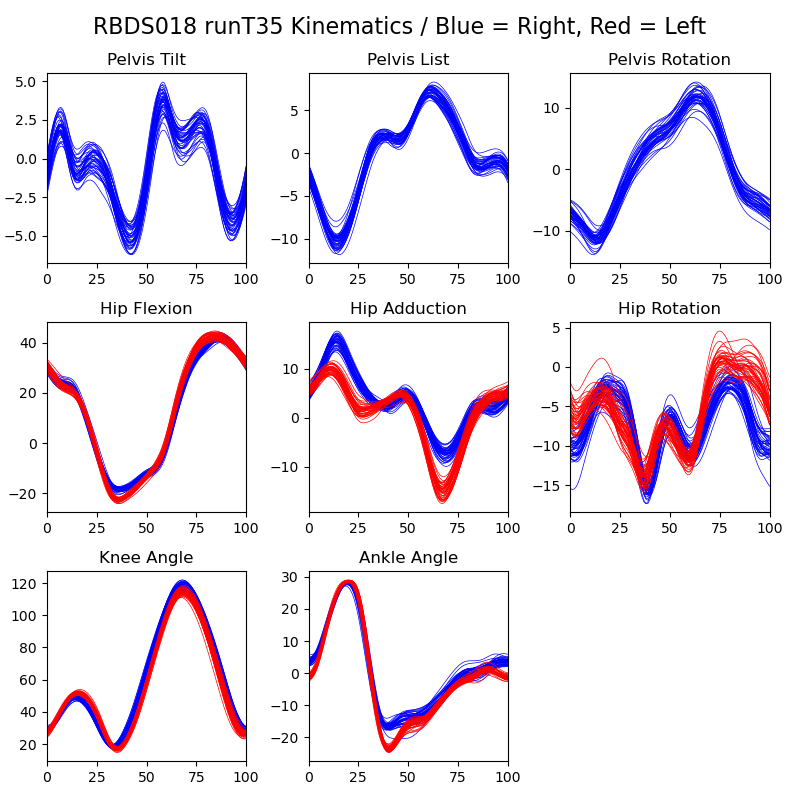 RBDS018 runT35 Kinematics / Blue = Right, Red = Left
Pelvis Tilt
5.0
2.5
0.0
−2.5
−5.0
0 25 50 75 100
Pelvis List
5
0
−5
−10
0 25 50 75 100
Pelvis Rotation
10
0
−10
0 25 50 75 100
Hip Flexion
40
20
0
−20
0 25 50 75 100
Hip Adduction
10
0
−10
0 25 50 75 100
Hip Rotation
5
0
−5
−10
−15
0 25 50 75 100
Knee Angle
120
100
80
60
40
20
0 25 50 75 100
Ankle Angle
30
20
10
0
−10
−20
0 25 50 75 100